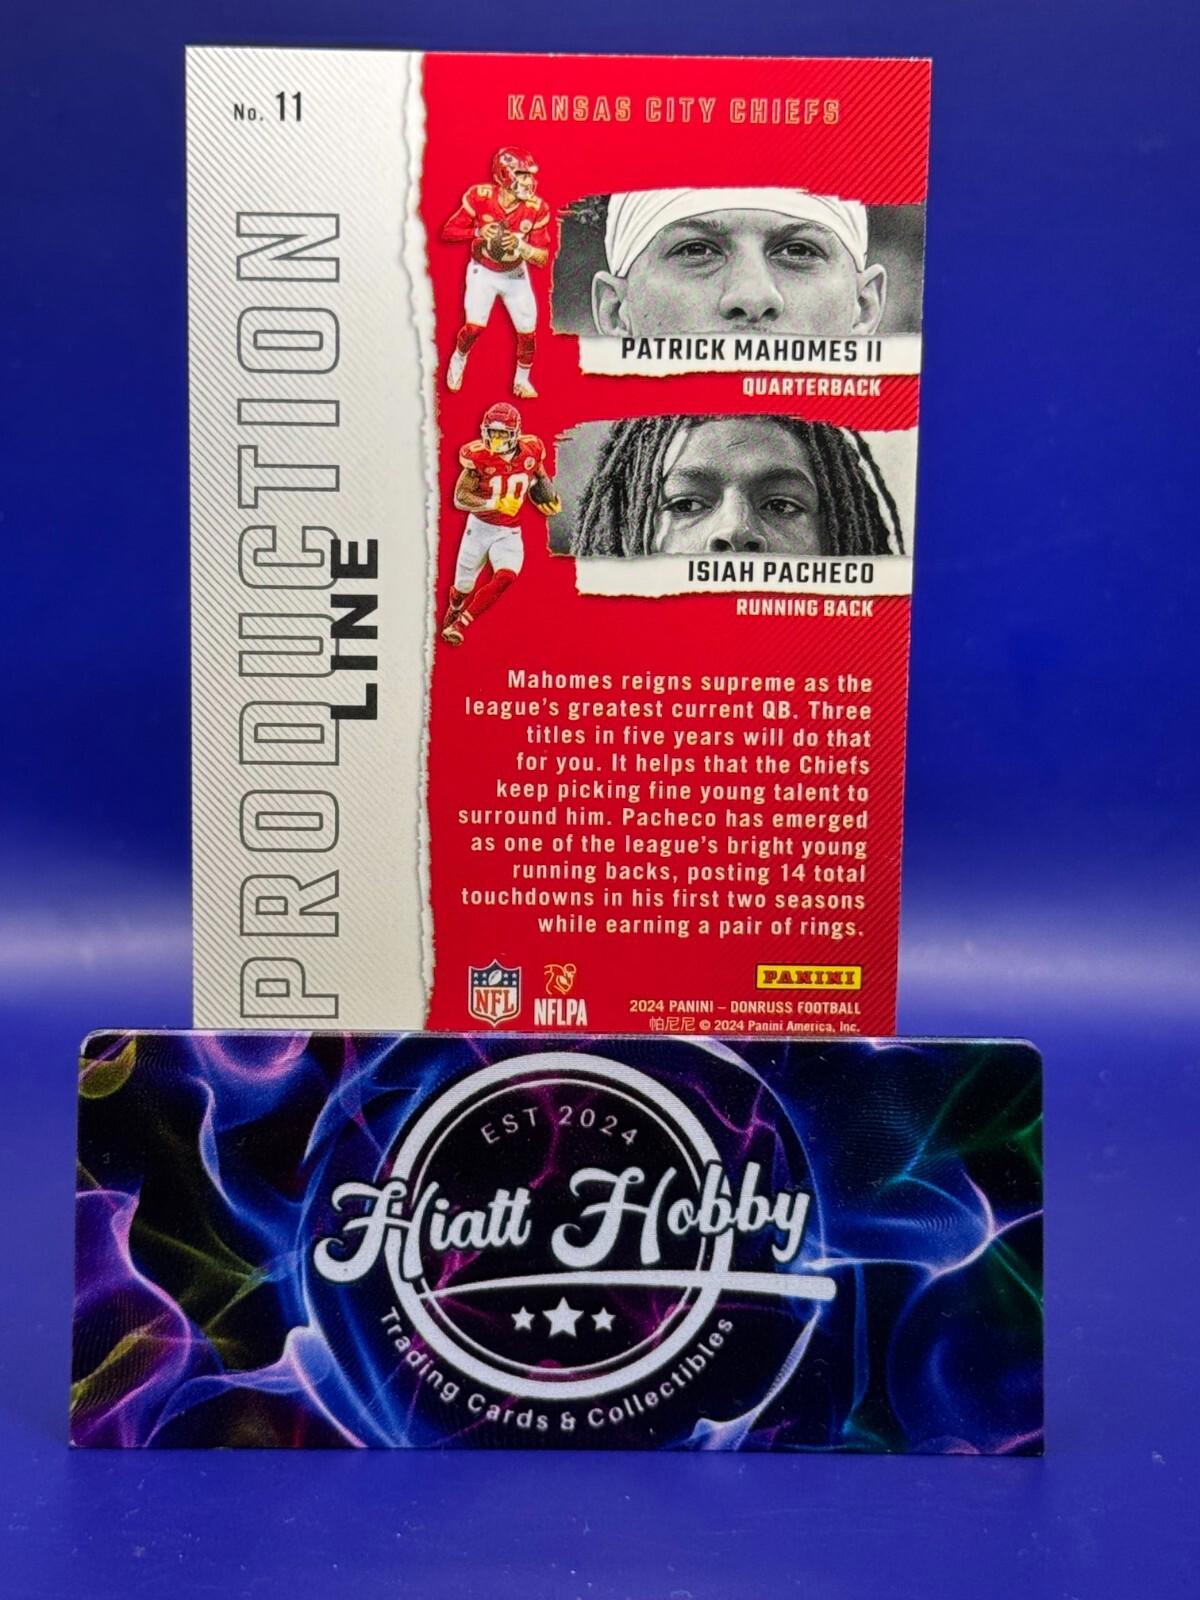 No. 11
PRODUCTION
LINE
KANSAS CITY CHIEFS
15
PATRICK MAHOMES II
QUARTERBACK
10
ISIAH PACHECO
RUNNING BACK
Mahomes reigns supreme as the
league's greatest current QB. Three
titles in five years will do that
for you. It helps that the Chiefs
keep picking fine young talent to
surround him. Pacheco has emerged
as one of the league's bright young
running backs, posting 14 total
touchdowns in his first two seasons
while earning a pair of rings.
NFL
NFLPA
PANINI
2024 PANINI – DONRUSS FOOTBALL
帕尼尼 © 2024 Panini America, Inc.
EST 2024
Hiatt Hobby
Trading Cards & Collectibles